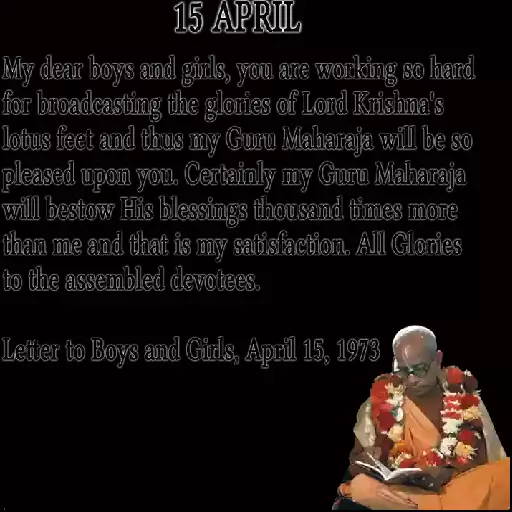 15 APRIL
My dear boys and girls, you are working so hard
for broadcasting the glories of Lord Krishna's
lotus feet and thus my Guru Maharaja will be so
pleased upon you. Certainly my Guru Maharaja
will bestow His blessings thousand times more
than me and that is my satisfaction. All Glories
to the assembled devotees.
Letter to Boys and Girls, April 15, 1973